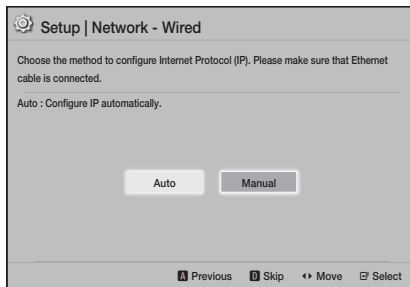 Setup | Network - Wired
Choose the method to configure Internet Protocol (IP). Please make sure that Ethernet
cable is connected.
Auto : Configure IP automatically.
Auto Manual
A Previous D Skip Move Select